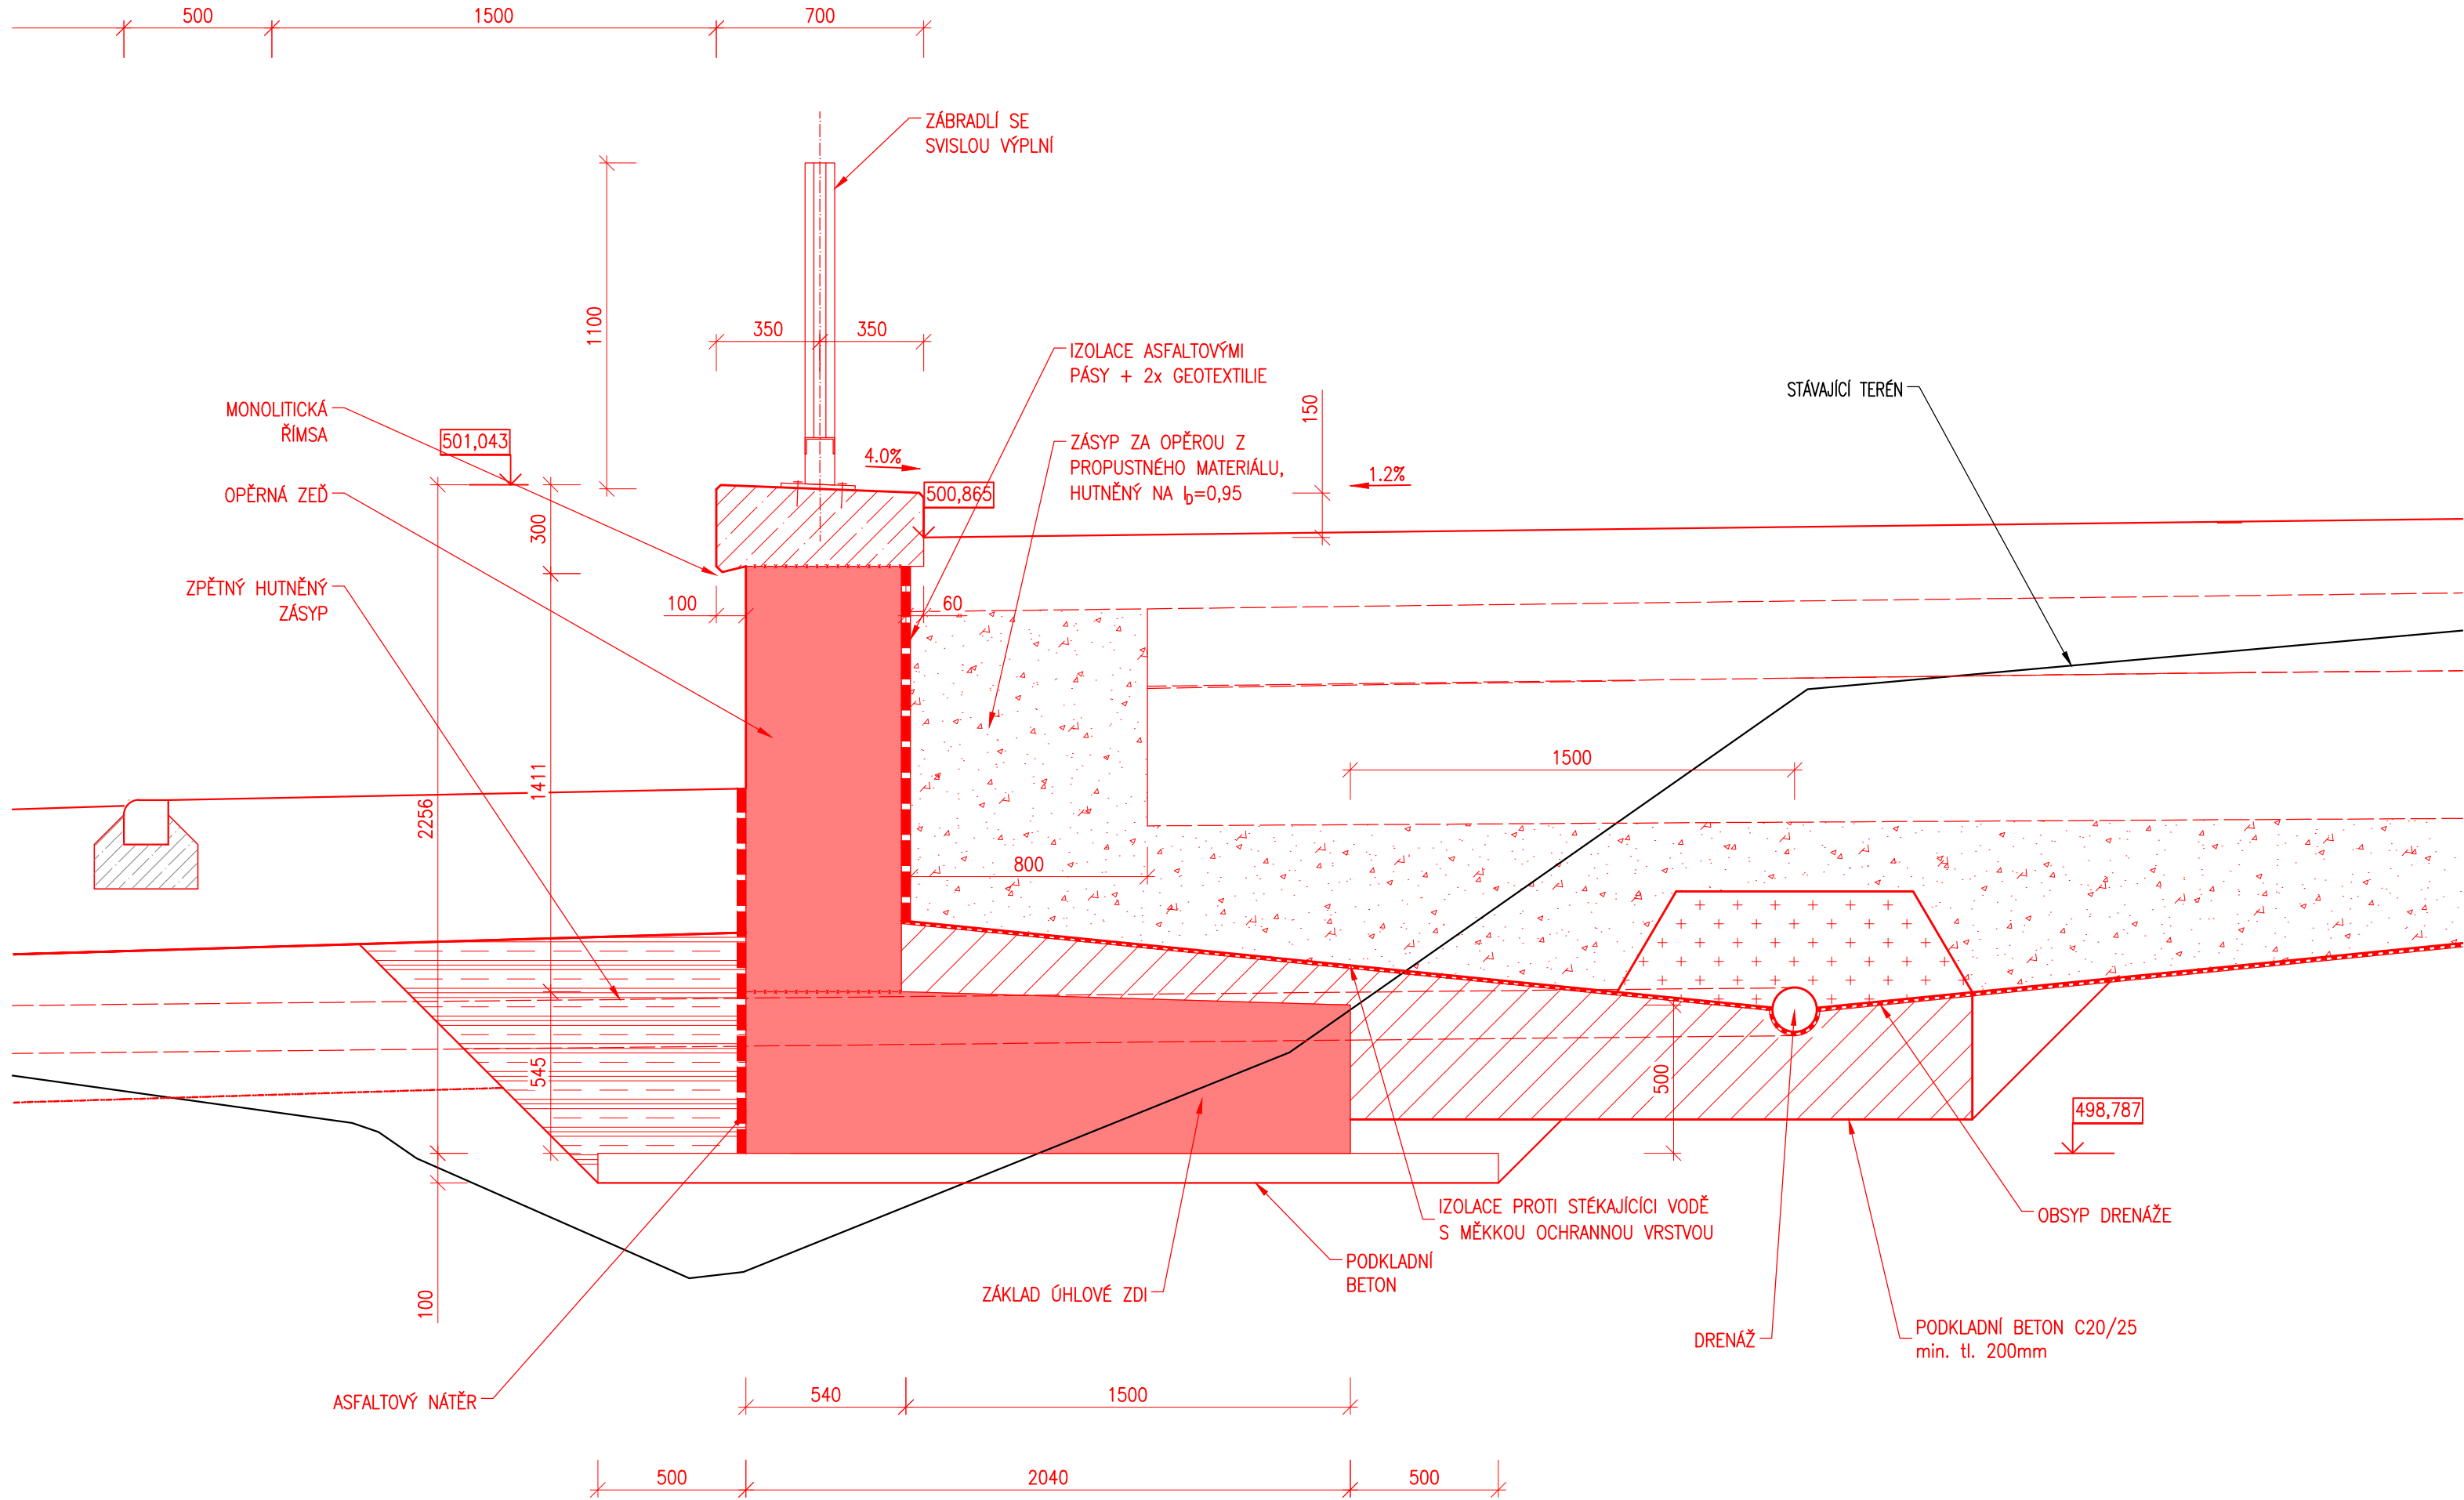 500 1500 700
ZÁBRADLÍ SE
SVISLOU VÝPLNÍ
1100
350 350
IZOLACE ASFALTOVÝMI
PÁSY + 2x GEOTEXTILIE
STÁVAJÍCÍ TERÉN
150
MONOLITICKÁ
ŘÍMSA
501,043
4.0%
ZÁSYP ZA OPĚROU Z
PROPUSTNÉHO MATERIÁLU,
HUTNĚNÝ NA ID=0,95
1.2%
OPĚRNÁ ZEĎ
500,865
300
ZPĚTNÝ HUTNĚNÝ
ZÁSYP
100 60
1500
1411
2256
800
545
500
498,787
IZOLACE PROTI STÉKAJÍCÍCI VODĚ
S MĚKKOU OCHRANNOU VRSTVOU
OBSYP DRENÁŽE
PODKLADNÍ
BETON
ZÁKLAD ÚHLOVÉ ZDI
100
DRENÁŽ
PODKLADNÍ BETON C20/25
min. tl. 200mm
ASFALTOVÝ NÁTĚR
540 1500
500 2040 500